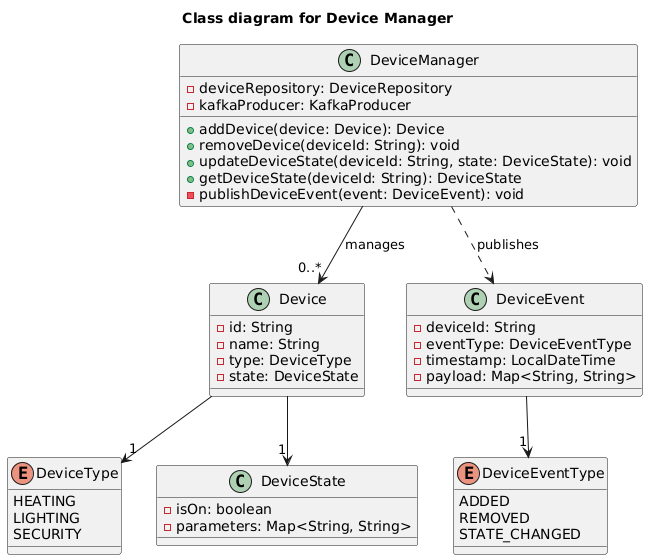 Class diagram for Device Manager
C DeviceManager
deviceRepository: DeviceRepository
kafkaProducer: KafkaProducer
addDevice(device: Device): Device
removeDevice(deviceId: String): void
updateDeviceState(deviceId: String, state: DeviceState): void
getDeviceState(deviceId: String): DeviceState
publishDeviceEvent(event: DeviceEvent): void
manages
publishes
0..*
C Device
id: String
name: String
type: DeviceType
state: DeviceState
C DeviceEvent
deviceId: String
eventType: DeviceEventType
timestamp: LocalDateTime
payload: Map<String, String>
1
1
1
E DeviceType
HEATING
LIGHTING
SECURITY
C DeviceState
isOn: boolean
parameters: Map<String, String>
E DeviceEventType
ADDED
REMOVED
STATE_CHANGED